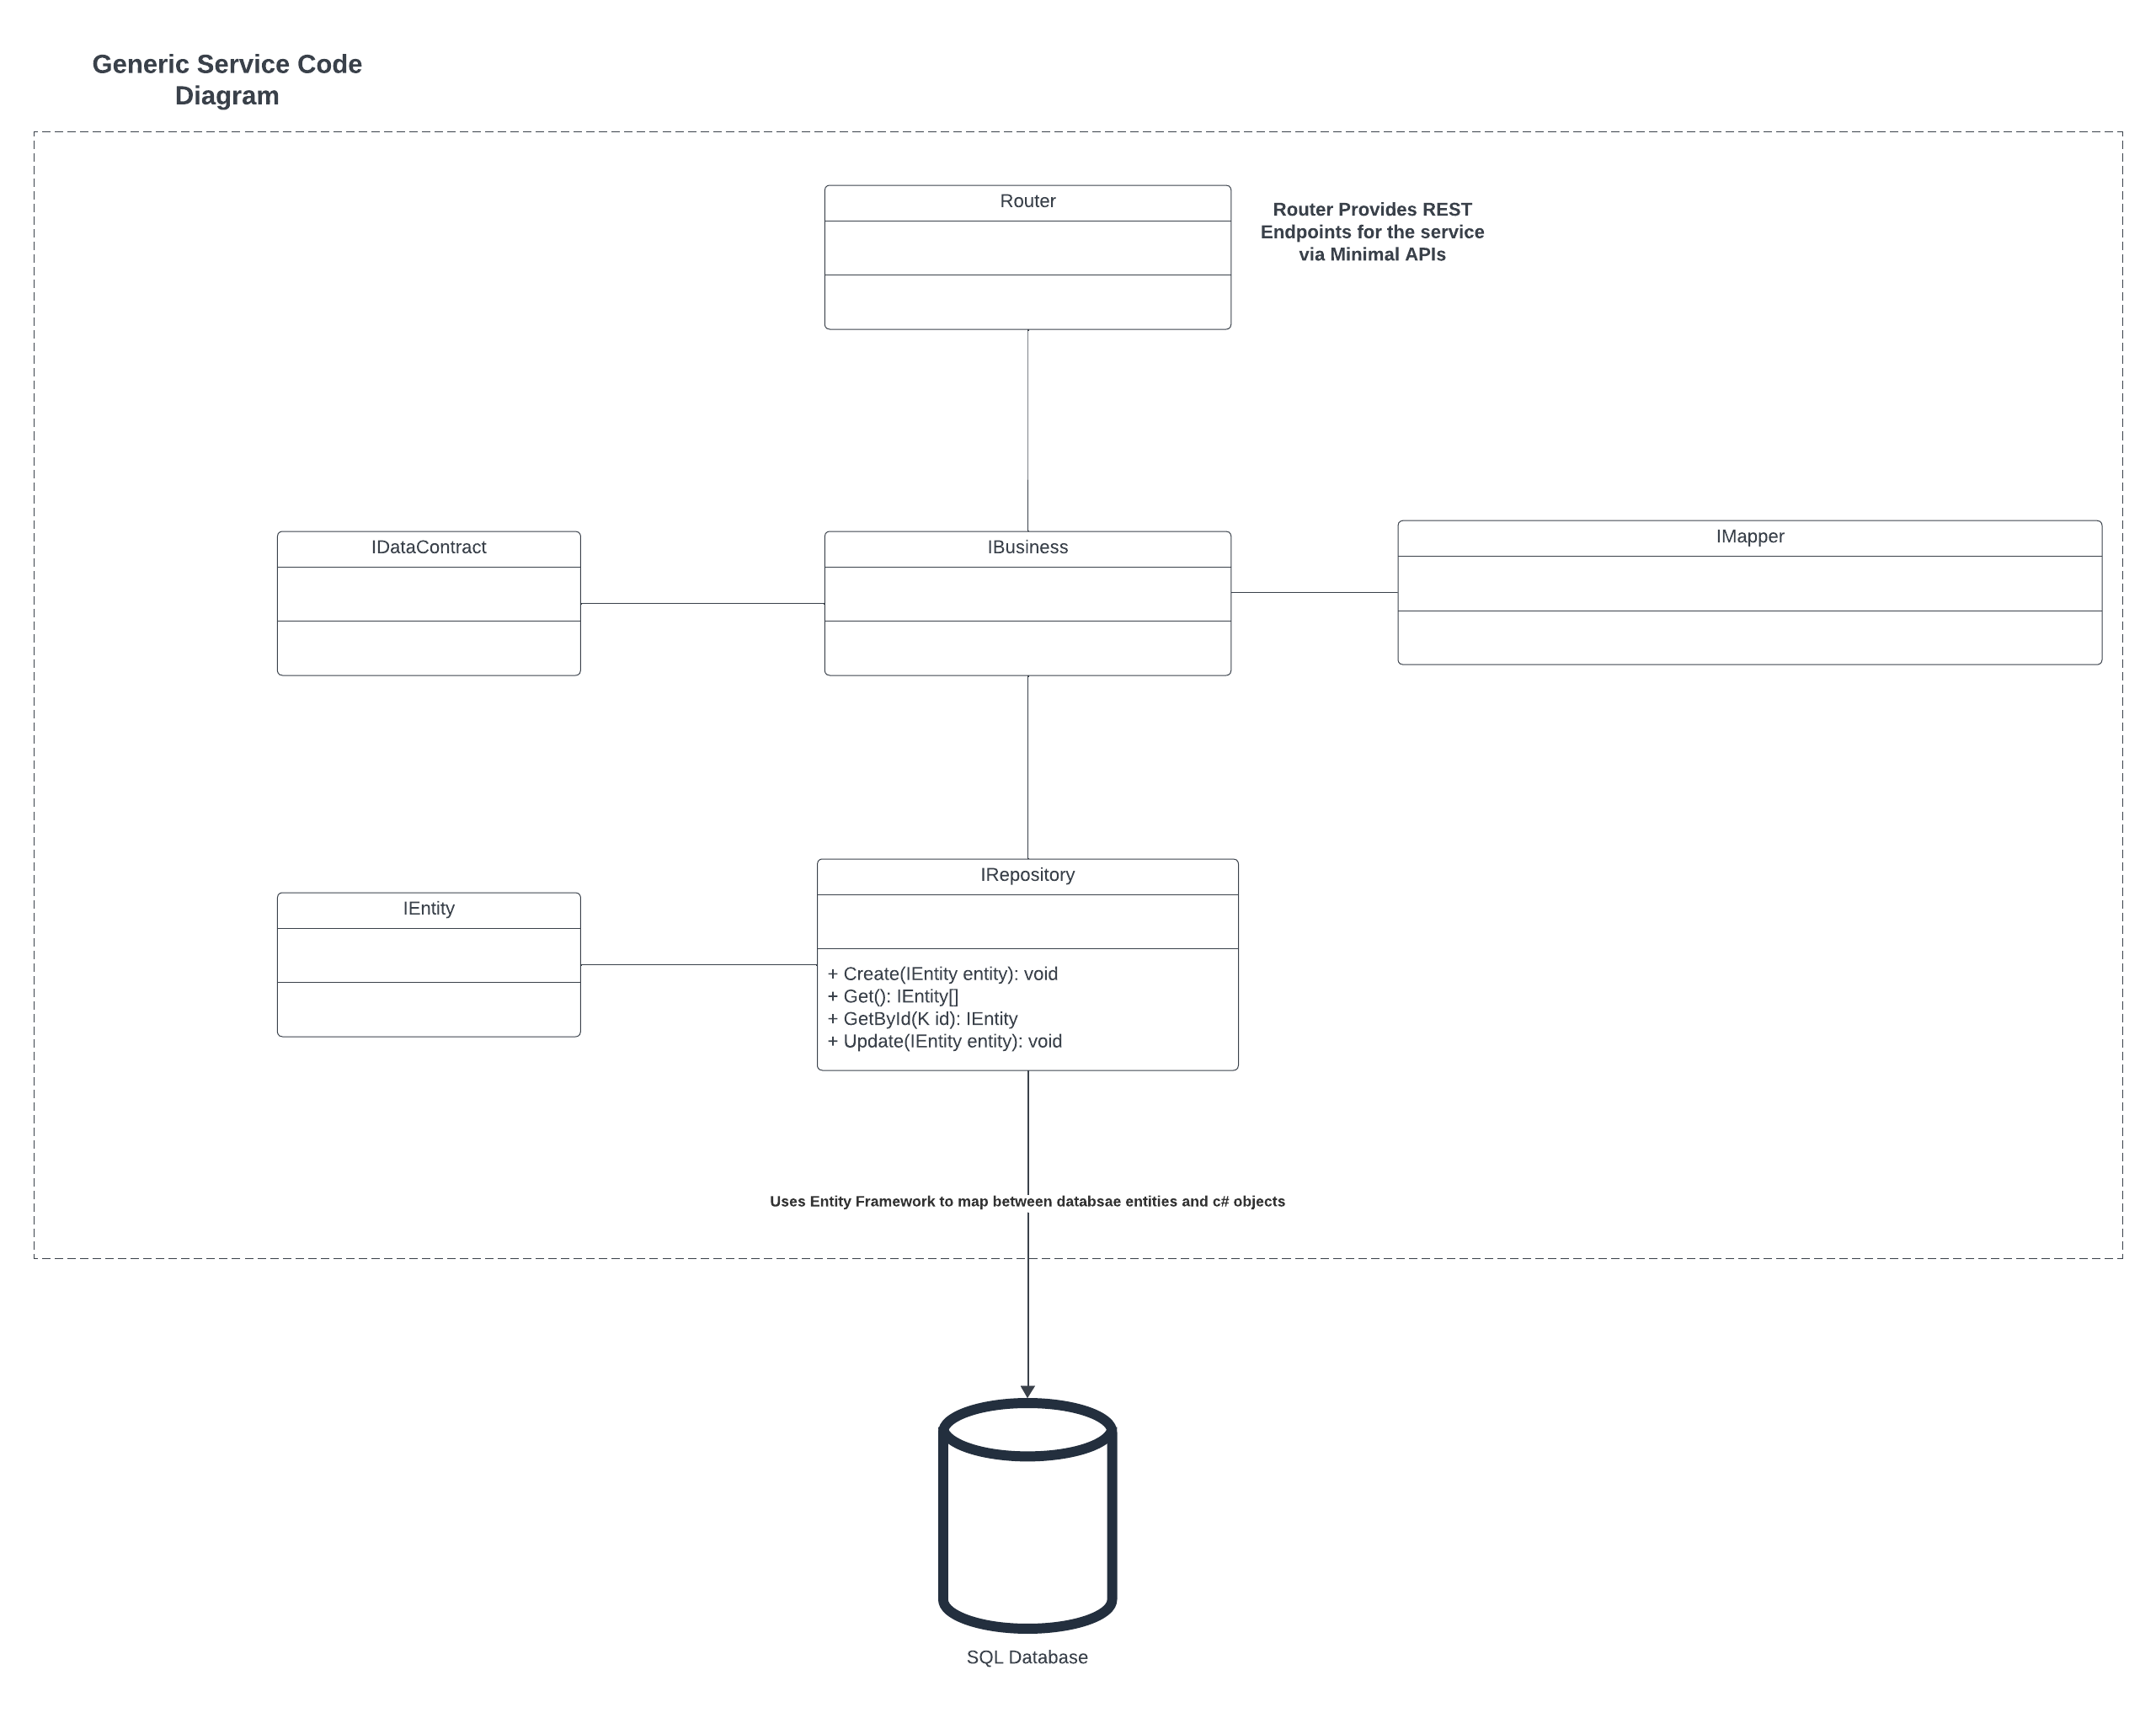 Generic Service Code
Diagram
Router
Router Provides REST
Endpoints for the service
via Minimal APIs
IDataContract
IBusiness
IMapper
IEntity
IRepository
+ Create(IEntity entity): void
+ Get(): IEntity[]
+ GetById(K id): IEntity
+ Update(IEntity entity): void
Uses Entity Framework to map between databsae entities and c# objects
SQL Database